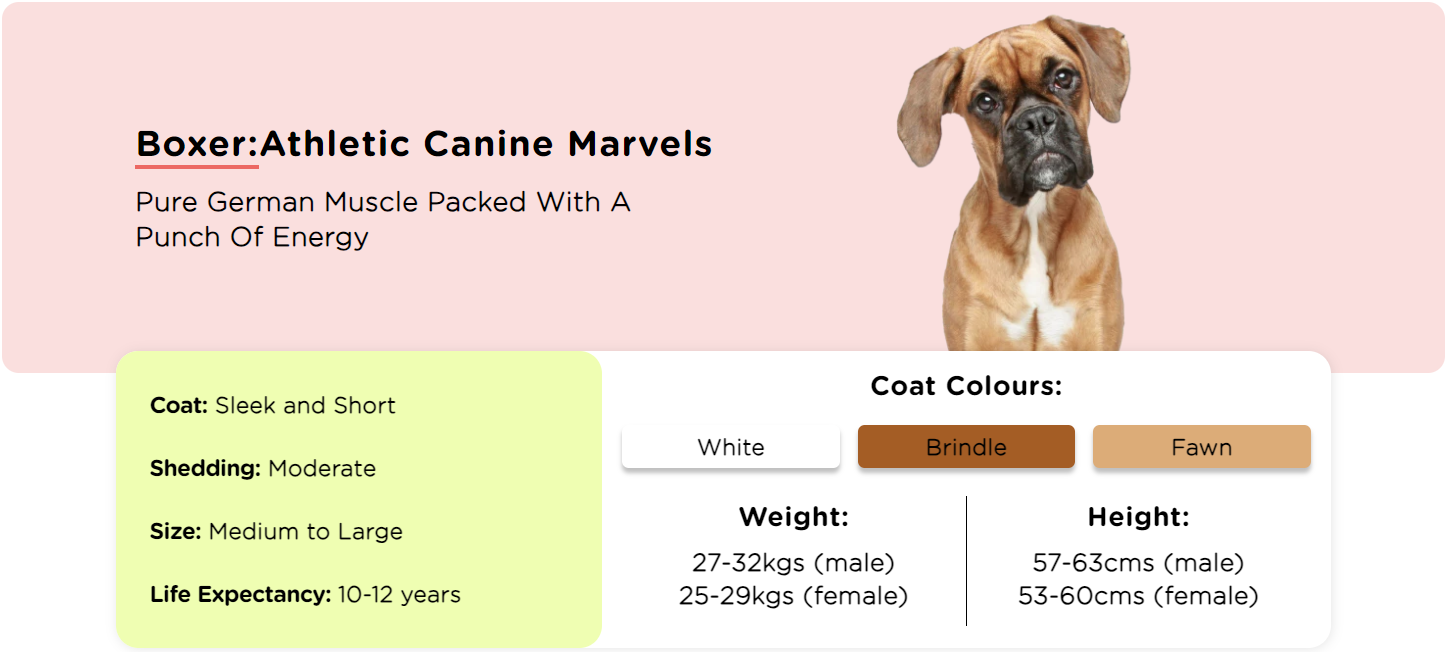 Boxer:Athletic Canine Marvels
Pure German Muscle Packed With A
Punch Of Energy
Coat: Sleek and Short
Shedding: Moderate
Size: Medium to Large
Life Expectancy: 10-12 years
Coat Colours:
White
Brindle
Fawn
Weight:
27-32kgs (male)
25-29kgs (female)
Height:
57-63cms (male)
53-60cms (female)